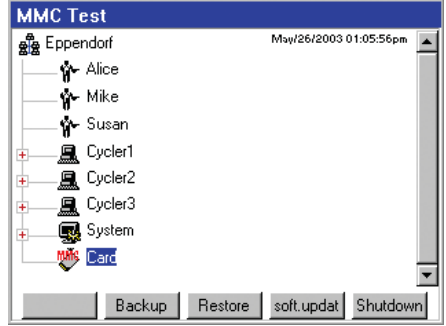 MMC Test
Eppendorf May/26/2003 01:05:56pm
Alice
Mike
Susan
Cycler1
Cycler2
Cycler3
System
MMC Card
Backup Restore soft.updat Shutdown